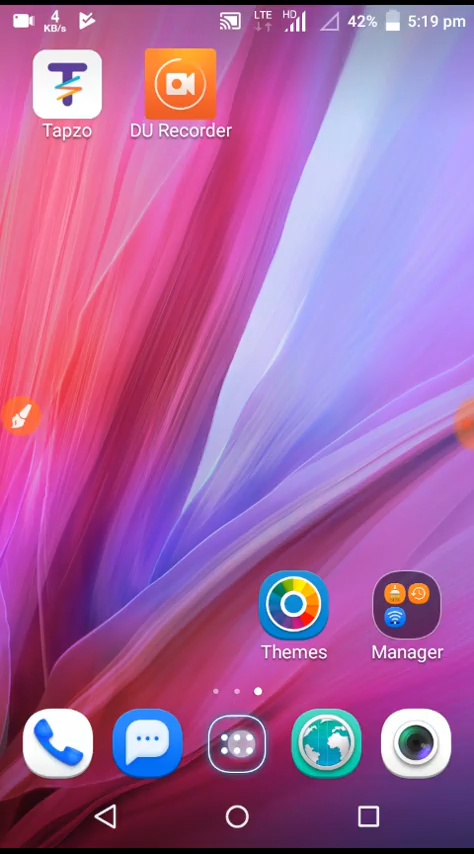 4
KB/s
LTE
HD
42%
5:19 pm
Tapzo
DU Recorder
Themes
Manager